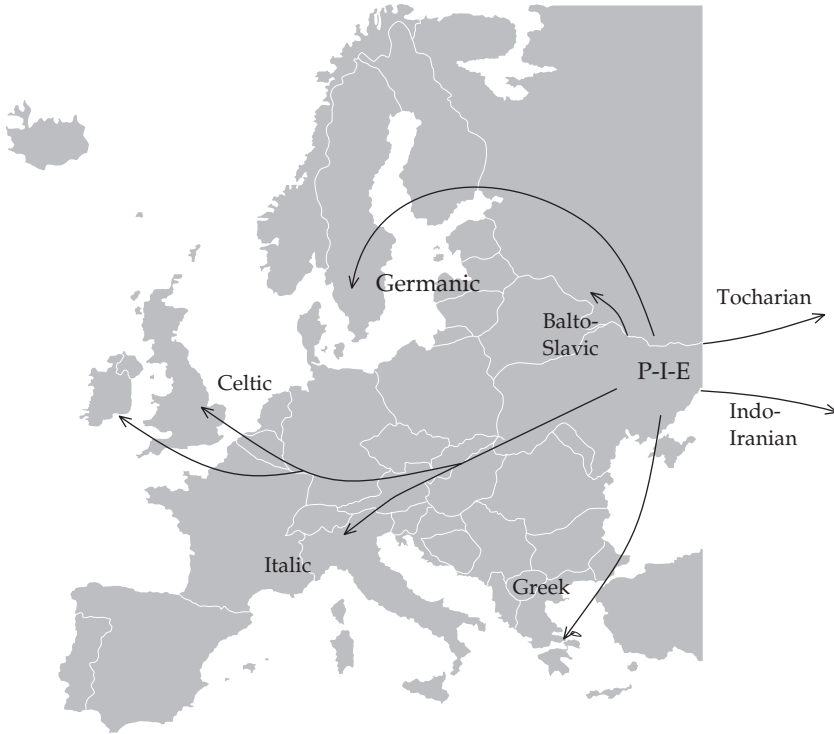 Germanic
Tocharian
Balto-
Slavic
P-I-E
Celtic
Indo-
Iranian
Italic
Greek